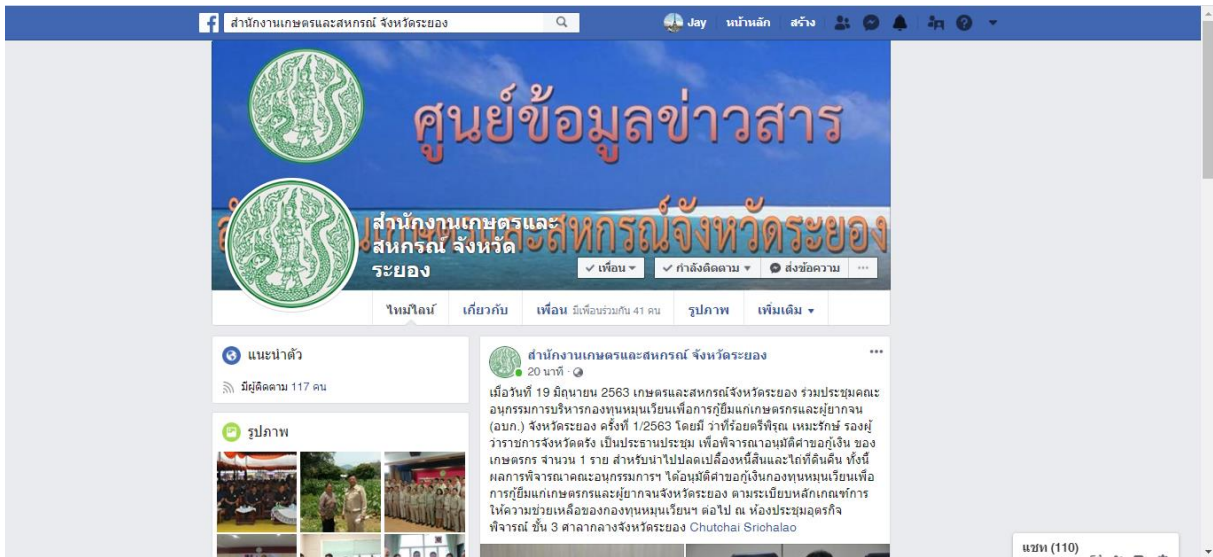 สำนักงานเกษตรและสหกรณ์ จังหวัดระยอง
Jay หน้าหลัก สร้าง
ศูนย์ข้อมูลข่าวสาร
และสหกรณ์จังหวัดระยอง
สำนักงานเกษตรและ
สหกรณ์ จังหวัด
ระยอง
เพื่อน กำลังติดตาม ส่งข้อความ
ไทม์ไลน์ เกี่ยวกับ เพื่อน มีเพื่อนร่วมกัน 41 คน รูปภาพ เพิ่มเติม
แนะนำตัว
มีผู้ติดตาม 117 คน
รูปภาพ
สำนักงานเกษตรและสหกรณ์ จังหวัดระยอง
20 นาที ·
เมื่อวันที่ 19 มิถุนายน 2563 เกษตรและสหกรณ์จังหวัดระยอง ร่วมประชุมคณะ
อนุกรรมการบริหารกองทุนหมุนเวียนเพื่อการกู้ยืมแก่เกษตรกรและผู้ยากจน
(อบก.) จังหวัดระยอง ครั้งที่ 1/2563 โดยมี ว่าที่ร้อยตรีพิรุณ เหมะรักษ์ รองผู้
ว่าราชการจังหวัดตรัง เป็นประธานประชุม เพื่อพิจารณาอนุมัติคำขอกู้เงิน ของ
เกษตรกร จำนวน 1 ราย สำหรับนำไปปลดเปลื้องหนี้สินและไถ่ที่ดินคืน ทั้งนี้
ผลการพิจารณาคณะอนุกรรมการฯ ได้อนุมัติคำขอกู้เงินกองทุนหมุนเวียนเพื่อ
การกู้ยืมแก่เกษตรกรและผู้ยากจนจังหวัดระยอง ตามระเบียบหลักเกณฑ์การ
ให้ความช่วยเหลือของกองทุนหมุนเวียนฯ ต่อไป ณ ห้องประชุมอุตรกิจ
พิจารณ์ ชั้น 3 ศาลากลางจังหวัดระยอง Chutchai Sriohalao
แชท (110)